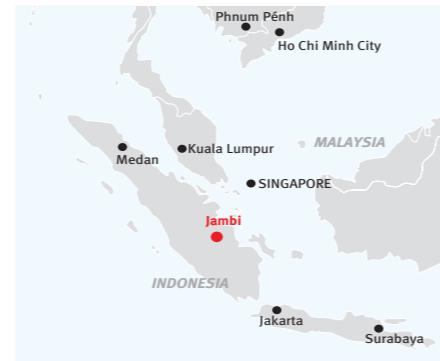 Phnum Pénh
Ho Chi Minh City
MALAYSIA
Kuala Lumpur
Medan
SINGAPORE
Jambi
INDONESIA
Jakarta
Surabaya